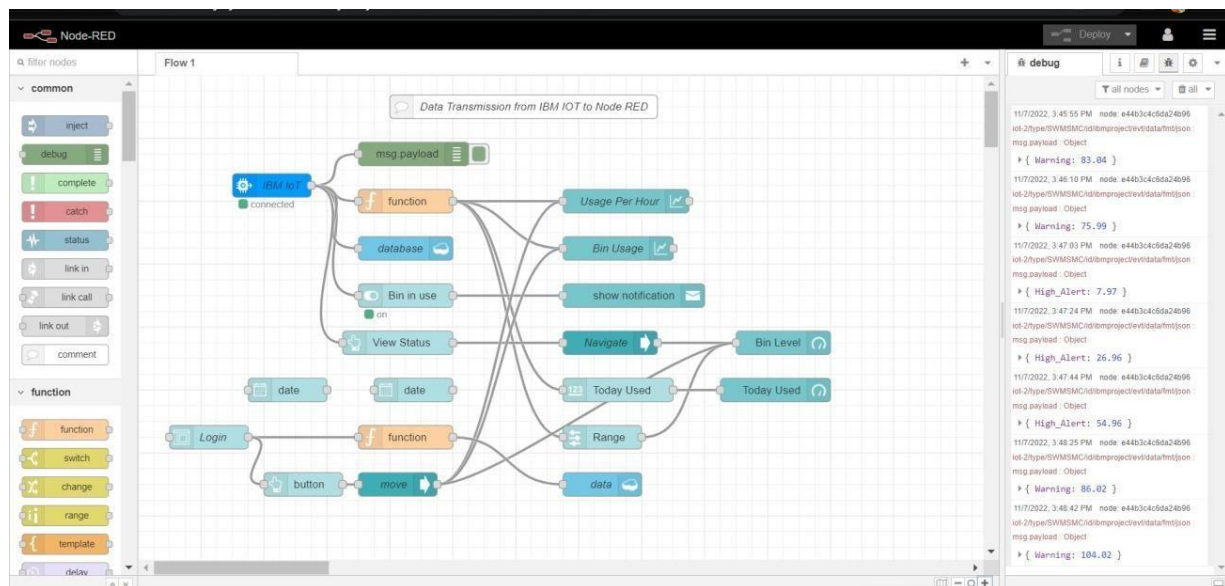 Node-RED
Deploy
filter nodes
Flow 1
debug
i
all nodes
all
common
inject
debug
complete
catch
status
link in
link call
link out
comment
function
function
switch
change
range
template
delay
Data Transmission from IBM IOT to Node RED
msg.payload
IBM IoT
connected
function
Usage Per Hour
database
Bin Usage
Bin in use
on
show notification
View Status
Navigate
Bin Level
date
date
123
Today Used
Today Used
Login
function
Range
button
move
data
11/7/2022, 3:45:55 PM node: e44b3c4c6da24b96
iot-2/type/SWMSMC/id/ibmproject/evt/data/fmt/json :
msg.payload : Object
{ Warning: 83.04 }
11/7/2022, 3:46:10 PM node: e44b3c4c6da24b96
iot-2/type/SWMSMC/id/ibmproject/evt/data/fmt/json :
msg.payload : Object
{ Warning: 75.99 }
11/7/2022, 3:47:03 PM node: e44b3c4c6da24b96
iot-2/type/SWMSMC/id/ibmproject/evt/data/fmt/json :
msg.payload : Object
{ High_Alert: 7.97 }
11/7/2022, 3:47:24 PM node: e44b3c4c6da24b96
iot-2/type/SWMSMC/id/ibmproject/evt/data/fmt/json :
msg.payload : Object
{ High_Alert: 26.96 }
11/7/2022, 3:47:44 PM node: e44b3c4c6da24b96
iot-2/type/SWMSMC/id/ibmproject/evt/data/fmt/json :
msg.payload : Object
{ High_Alert: 54.96 }
11/7/2022, 3:48:25 PM node: e44b3c4c6da24b96
iot-2/type/SWMSMC/id/ibmproject/evt/data/fmt/json :
msg.payload : Object
{ Warning: 86.02 }
11/7/2022, 3:48:42 PM node: e44b3c4c6da24b96
iot-2/type/SWMSMC/id/ibmproject/evt/data/fmt/json :
msg.payload : Object
{ Warning: 104.02 }